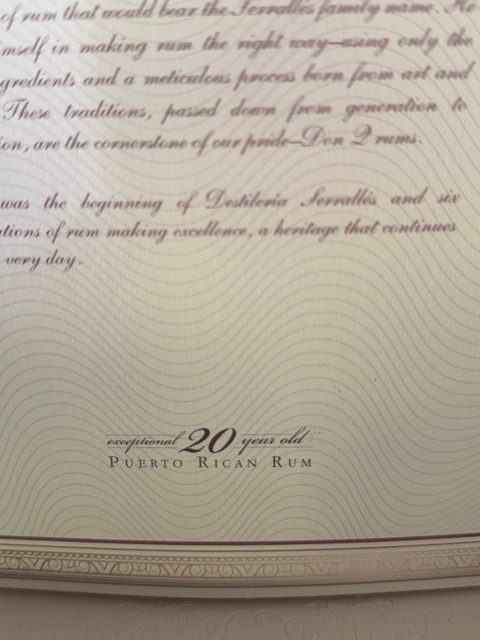 of rum that would bear the Serrallés family name. He
mself in making rum the right way–using only the
gredients and a meticulous process born from art and
These traditions, passed down from generation to
ion, are the cornerstone of our pride–Don Q rums.
was the beginning of Destilería Serrallés and six
ations of rum making excellence, a heritage that continues
very day.
exceptional 20 year old
PUERTO RICAN RUM